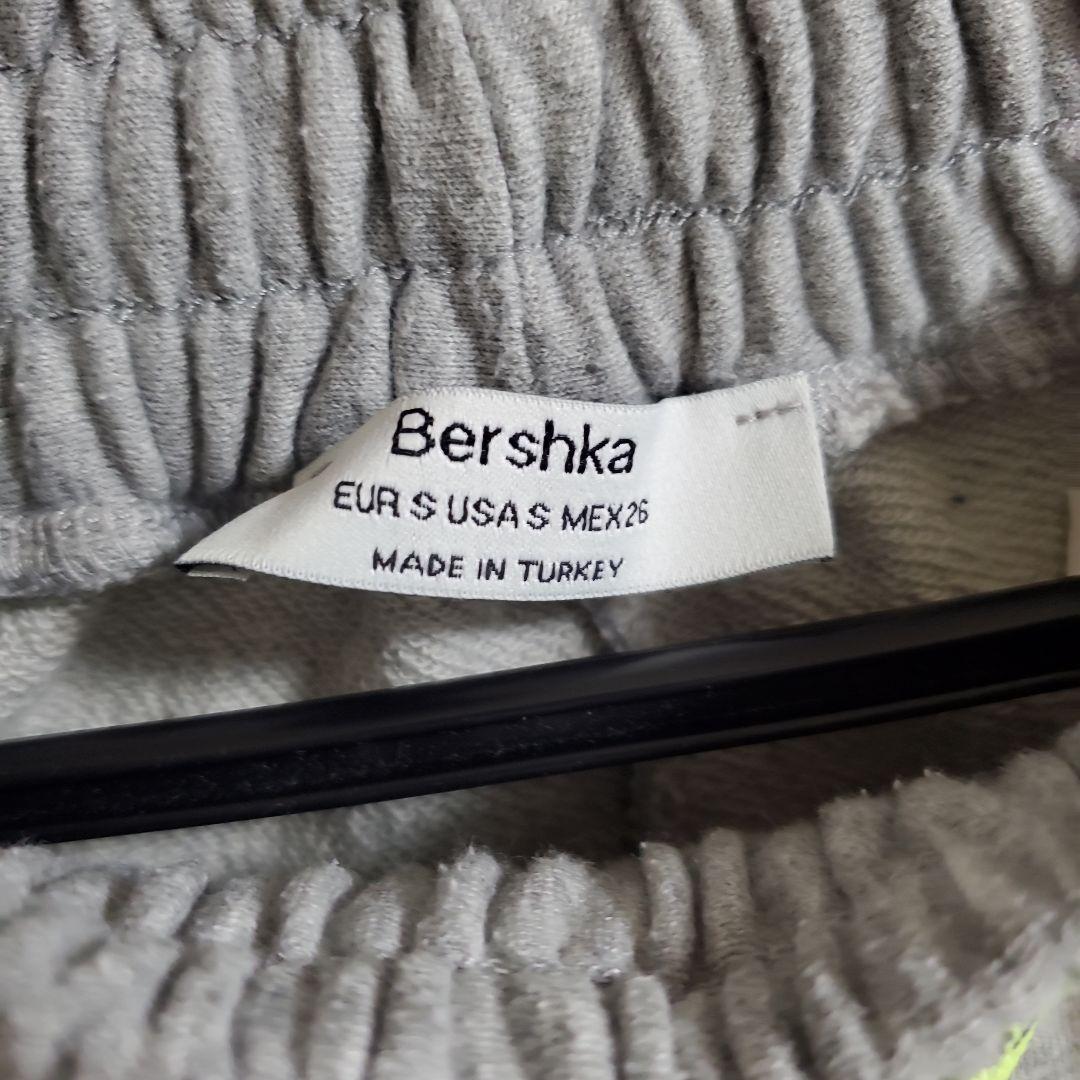 Bershka
EUR S USA S MEX 26
MADE IN TURKEY